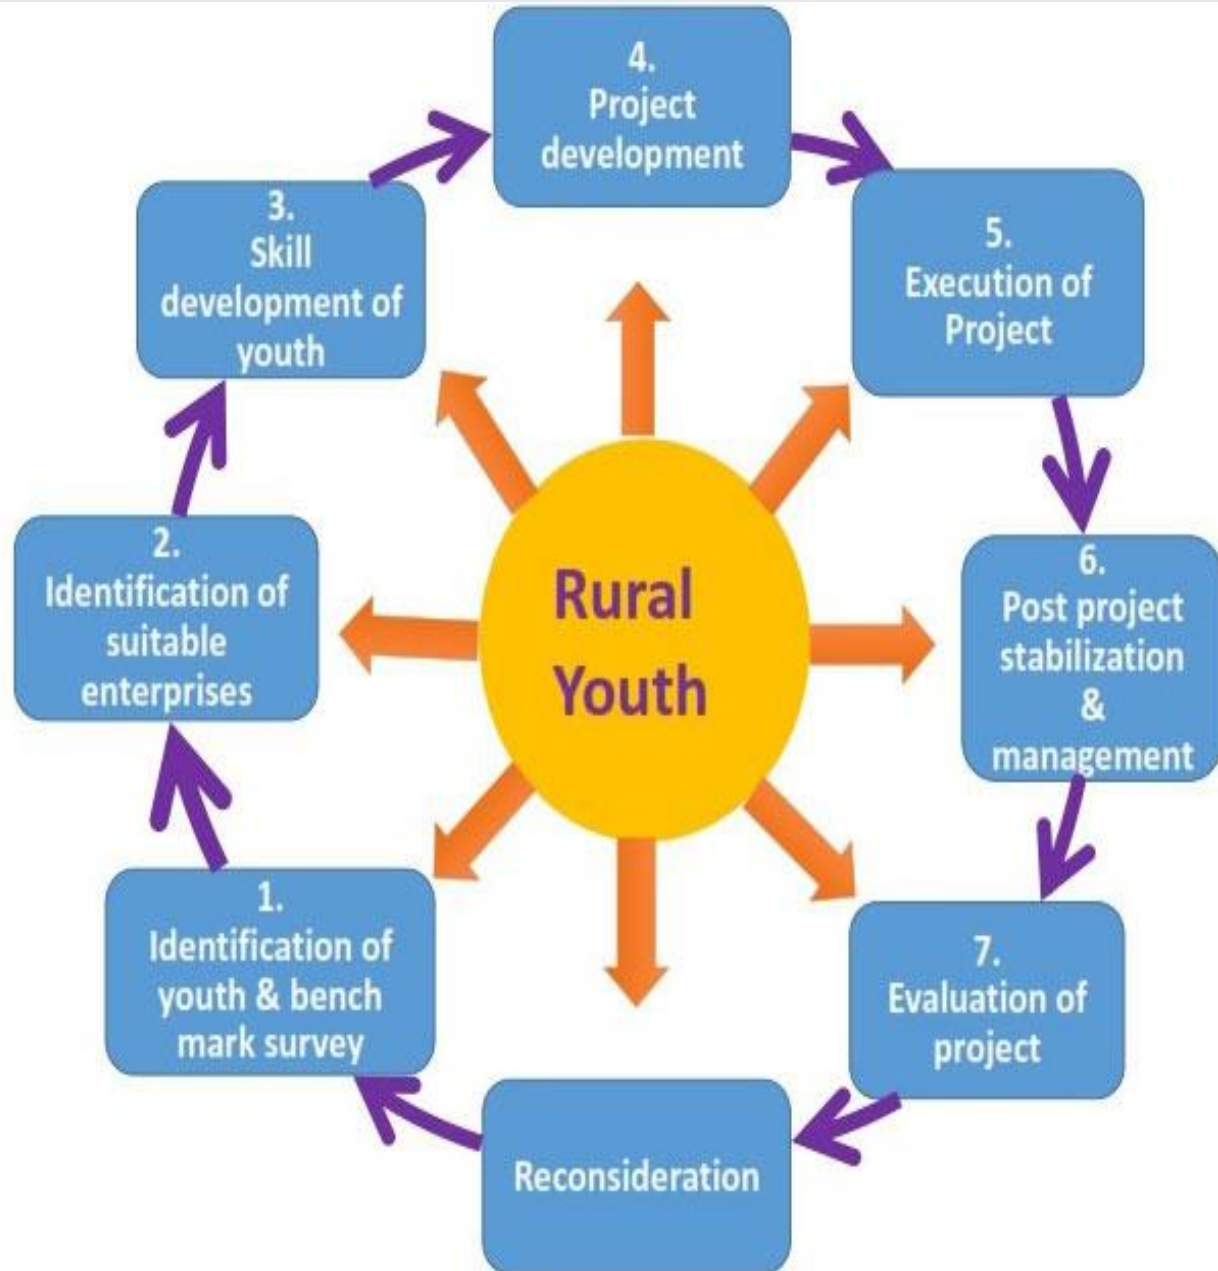 4.
Project
development
3.
Skill
development of
youth
5.
Execution of
Project
2.
Identification of
suitable
enterprises
Rural
Youth
6.
Post project
stabilization
&
management
1.
Identification of
youth & bench
mark survey
7.
Evaluation of
project
Reconsideration